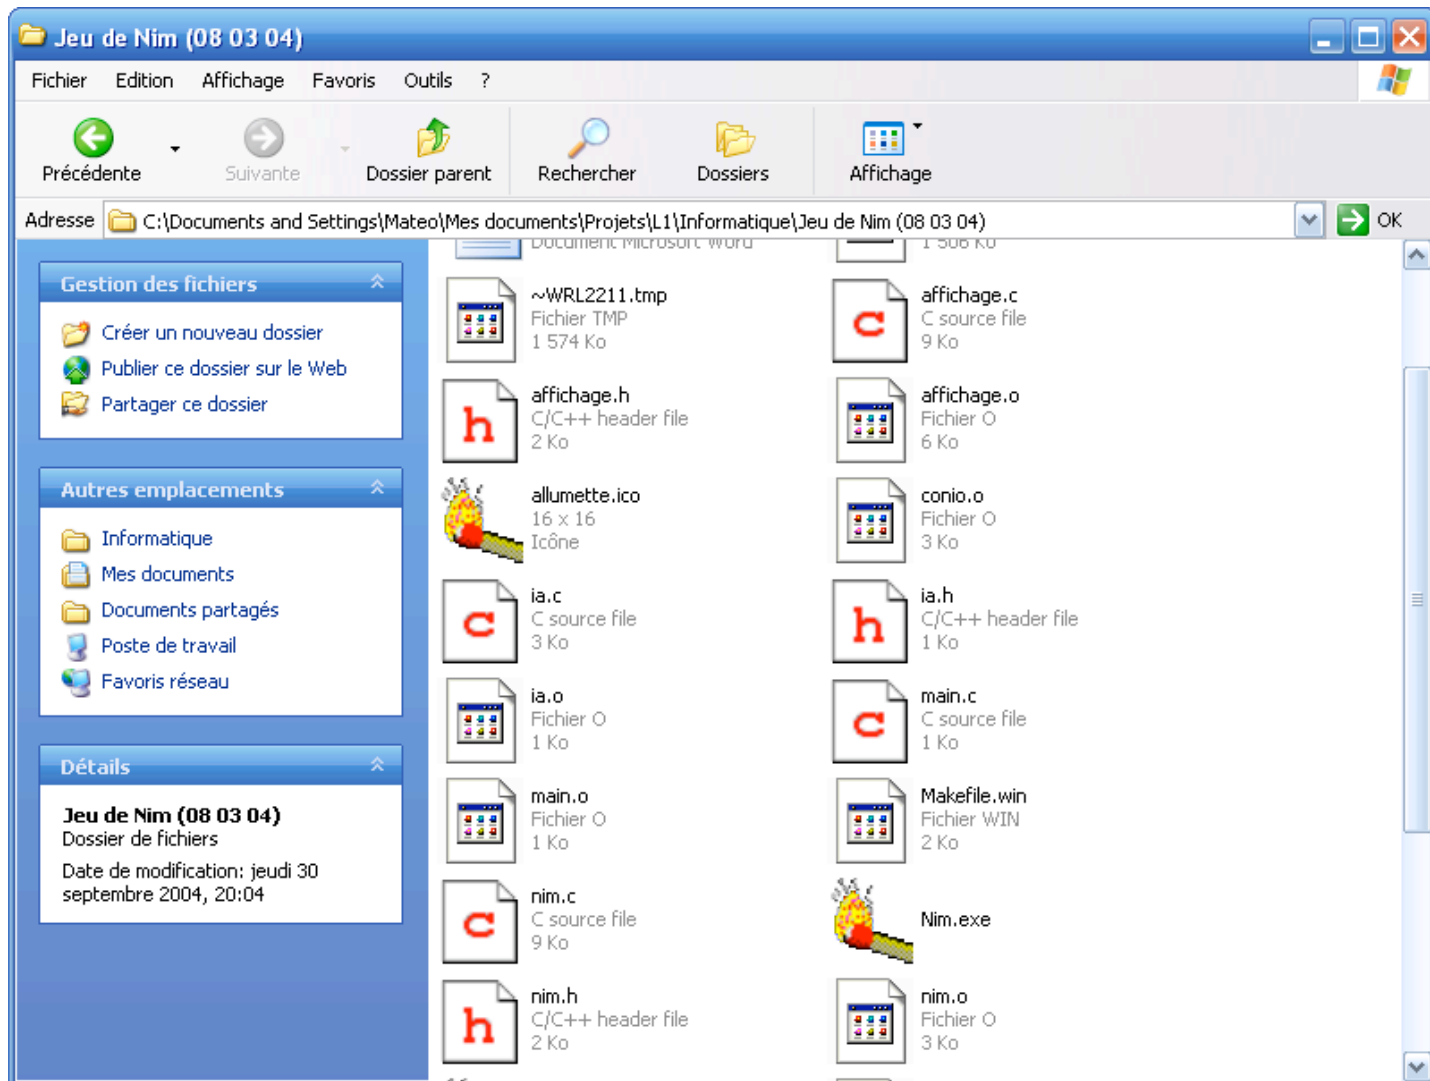 Jeu de Nim (08 03 04)
Fichier Edition Affichage Favoris Outils ?
Précédente Suivante Dossier parent Rechercher Dossiers Affichage
Adresse C:\Documents and Settings\Mateo\Mes documents\Projets\L1\Informatique\Jeu de Nim (08 03 04) OK
Gestion des fichiers
Créer un nouveau dossier
Publier ce dossier sur le Web
Partager ce dossier
Autres emplacements
Informatique
Mes documents
Documents partagés
Poste de travail
Favoris réseau
Détails
Jeu de Nim (08 03 04)
Dossier de fichiers
Date de modification: jeudi 30
septembre 2004, 20:04
Document Microsoft Word
1 506 Ko
~WRL2211.tmp
Fichier TMP
1 574 Ko
affichage.c
C source file
9 Ko
affichage.h
C/C++ header file
2 Ko
affichage.o
Fichier O
6 Ko
allumette.ico
16 x 16
Icône
conio.o
Fichier O
3 Ko
ia.c
C source file
3 Ko
ia.h
C/C++ header file
1 Ko
ia.o
Fichier O
1 Ko
main.c
C source file
1 Ko
main.o
Fichier O
1 Ko
Makefile.win
Fichier WIN
2 Ko
nim.c
C source file
9 Ko
Nim.exe
nim.h
C/C++ header file
2 Ko
nim.o
Fichier O
3 Ko